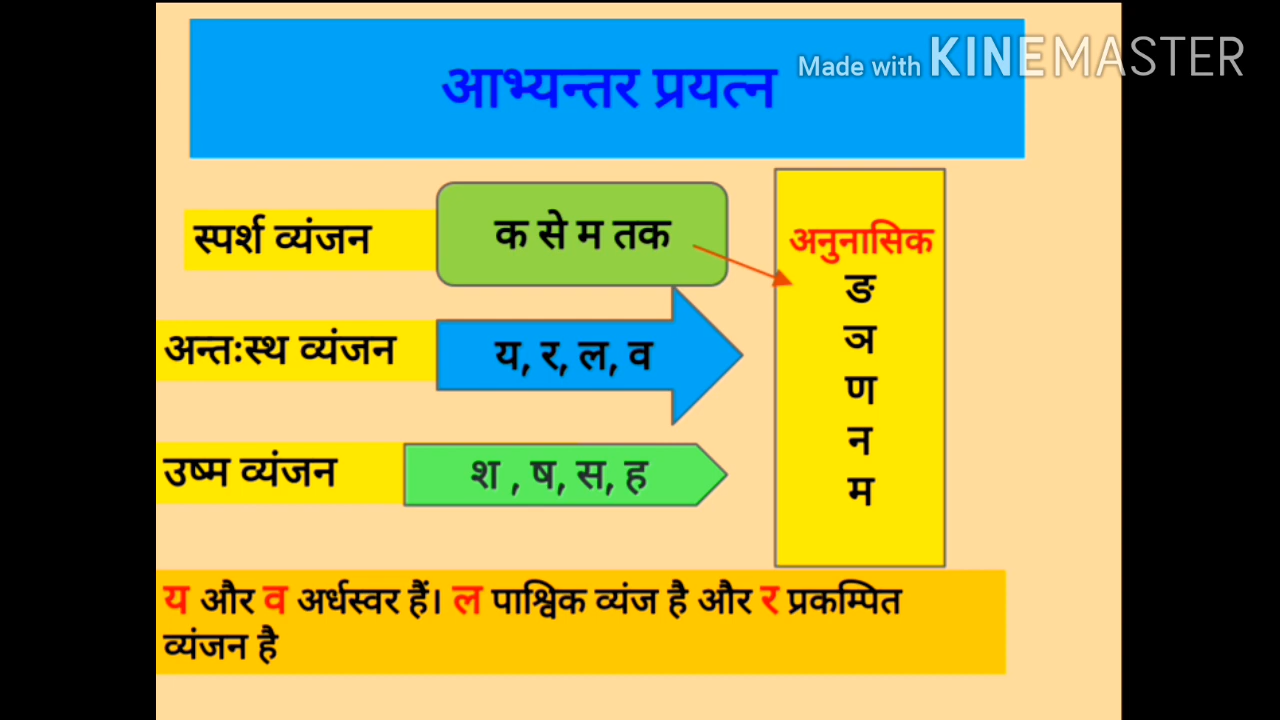 आभ्यन्तर प्रयत्न
Made with KINEMASTER
स्पर्श व्यंजन
क से म तक
अनुनासिक
ङ
ञ
ण
न
म
अन्तःस्थ व्यंजन
य, र, ल, व
उष्म व्यंजन
श , ष, स, ह
य और व अर्धस्वर हैं। ल पाश्विक व्यंज है और र प्रकम्पित
व्यंजन है